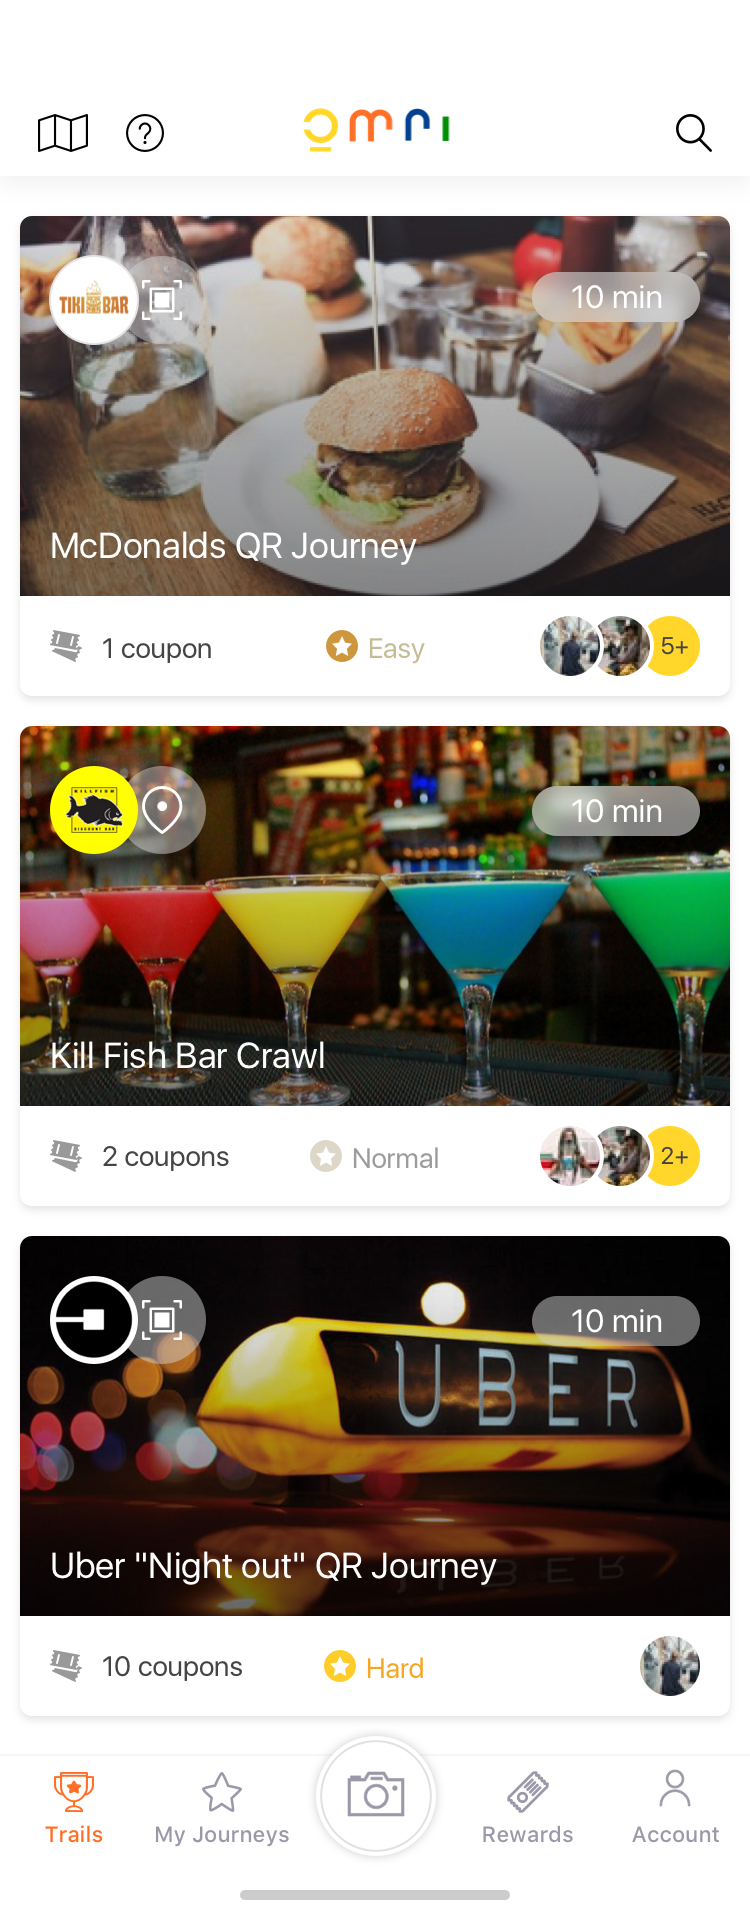 omni
TIKI BAR
10 min
McDonalds QR Journey
1 coupon
Easy
5+
KILLFISH
DISCOUNT BAR
10 min
Kill Fish Bar Crawl
2 coupons
Normal
2+
10 min
UBER
Uber "Night out" QR Journey
10 coupons
Hard
Trails
My Journeys
Rewards
Account